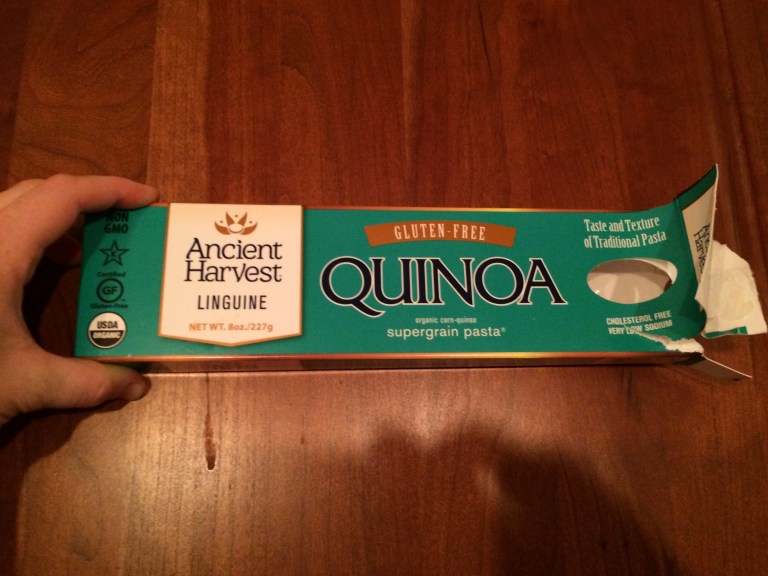 NON
GMO
Certified
GF
Gluten-Free
USDA
ORGANIC
Ancient
Harvest
LINGUINE
NET WT. 8oz./227g
GLUTEN-FREE
QUINOA
organic corn-quinoa
supergrain pasta®
Taste and Texture
of Traditional Pasta
CHOLESTEROL FREE
VERY LOW SODIUM